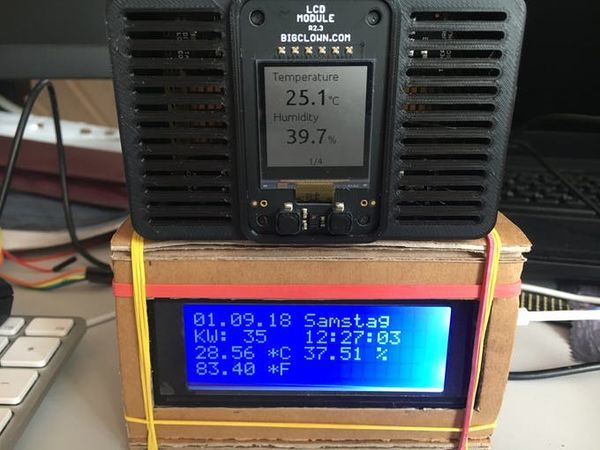 LCD
MODULE
R2.3
BIGCLOWN.COM
Temperature
25.1 °C
Humidity
39.7 %
1/4
01.09.18 Samstag
KW: 35 12:27:03
28.56 *C 37.51 %
83.40 *F